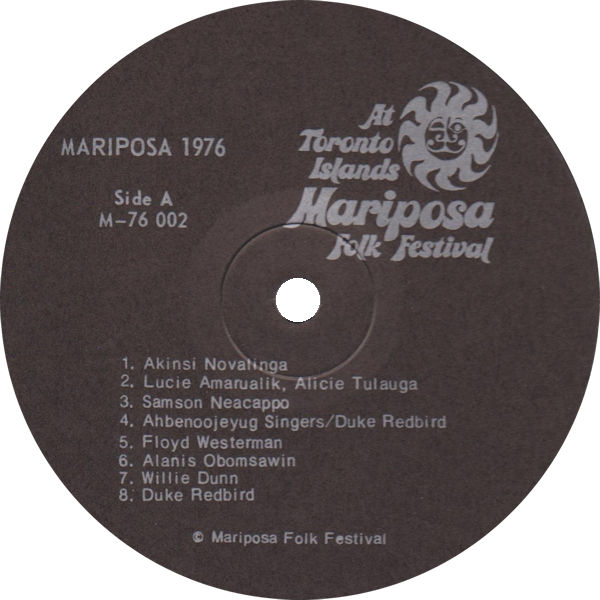 MARIPOSA 1976
Side A
M-76 002
At
Toronto
Islands
Mariposa
Folk Festival
1. Akinsi Novalinga
2. Lucie Amarualik, Alicie Tulauga
3. Samson Neacappo
4. Ahbenoojeyug Singers/Duke Redbird
5. Floyd Westerman
6. Alanis Obomsawin
7. Willie Dunn
8. Duke Redbird
© Mariposa Folk Festival